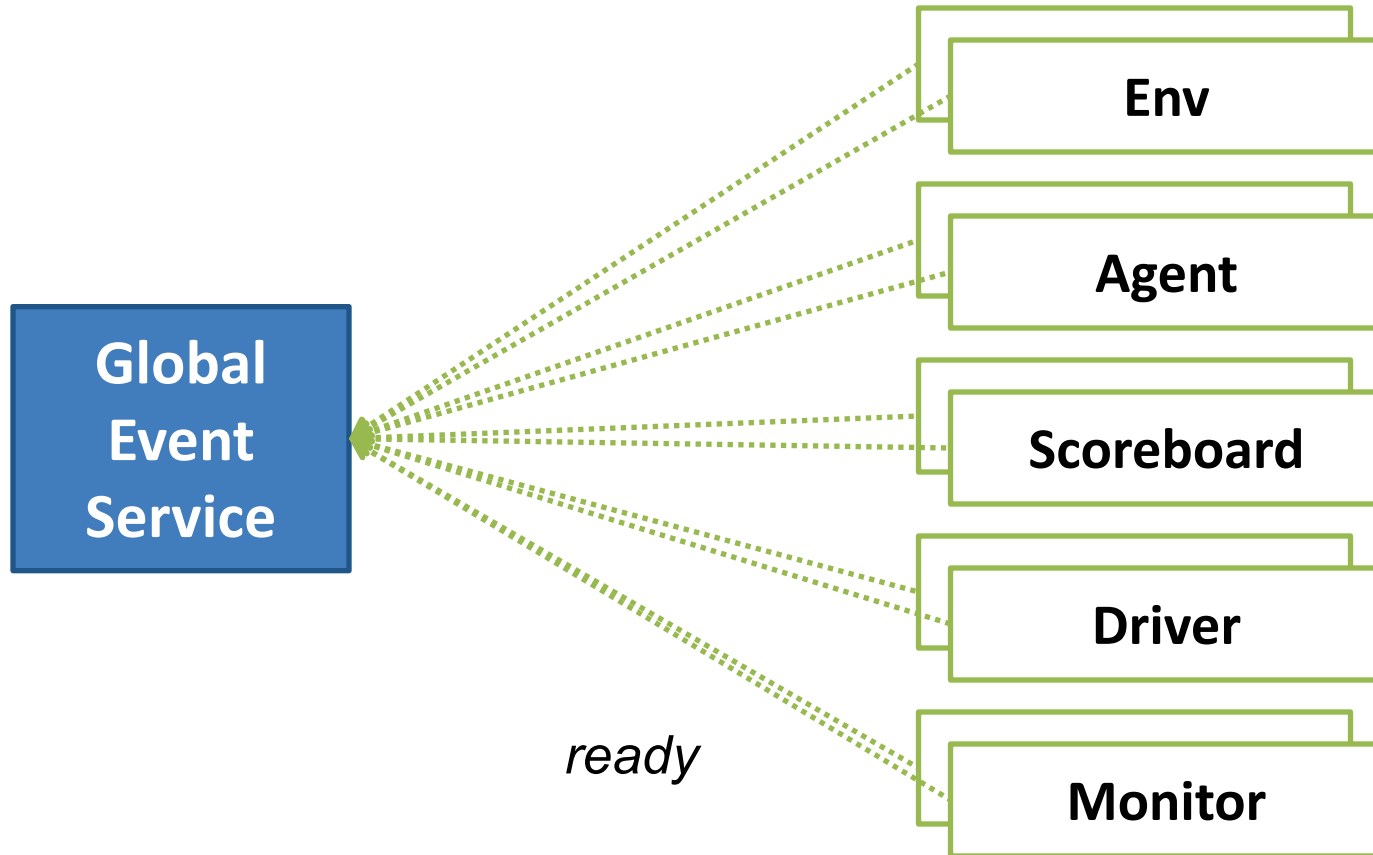 Global
Event
Service
Env
Agent
Scoreboard
Driver
Monitor
ready